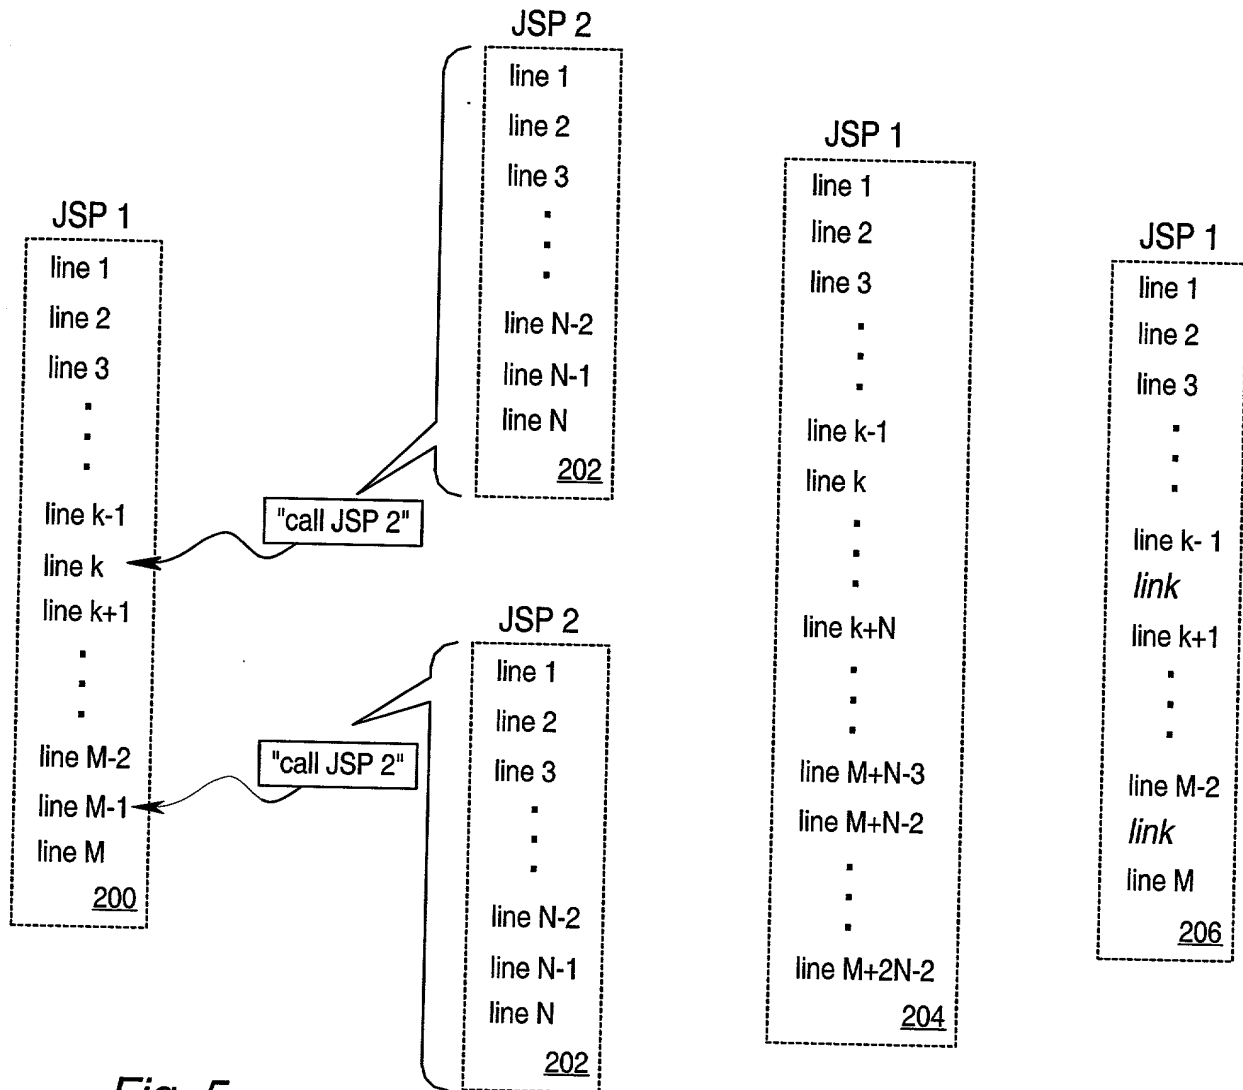 JSP 1
line 1
line 2
line 3
line k-1
line k
line k+1
line M-2
line M-1
line M
200
"call JSP 2"
"call JSP 2"
JSP 2
line 1
line 2
line 3
line N-2
line N-1
line N
202
JSP 2
line 1
line 2
line 3
line N-2
line N-1
line N
202
JSP 1
line 1
line 2
line 3
line k-1
line k
line k+N
line M+N-3
line M+N-2
line M+2N-2
204
JSP 1
line 1
line 2
line 3
line k- 1
link
line k+1
line M-2
link
line M
206
Fig. 5